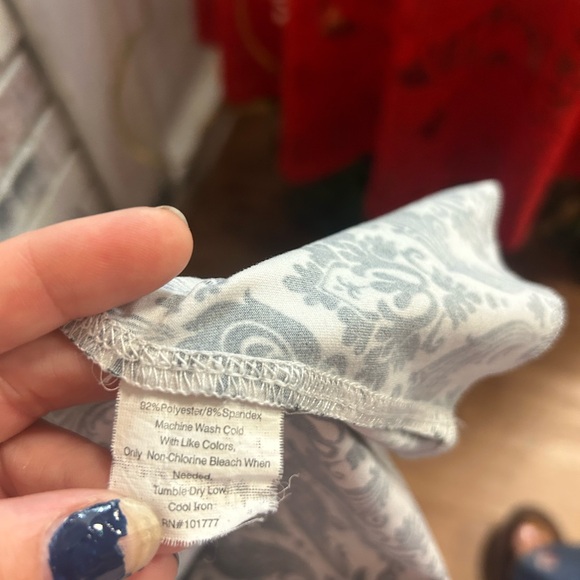 92%Polyester/8%Spandex
Machine Wash Cold
With Like Colors,
Only Non-Chlorine Bleach When
Needed,
Tumble Dry Low,
Cool Iron
RN#101777